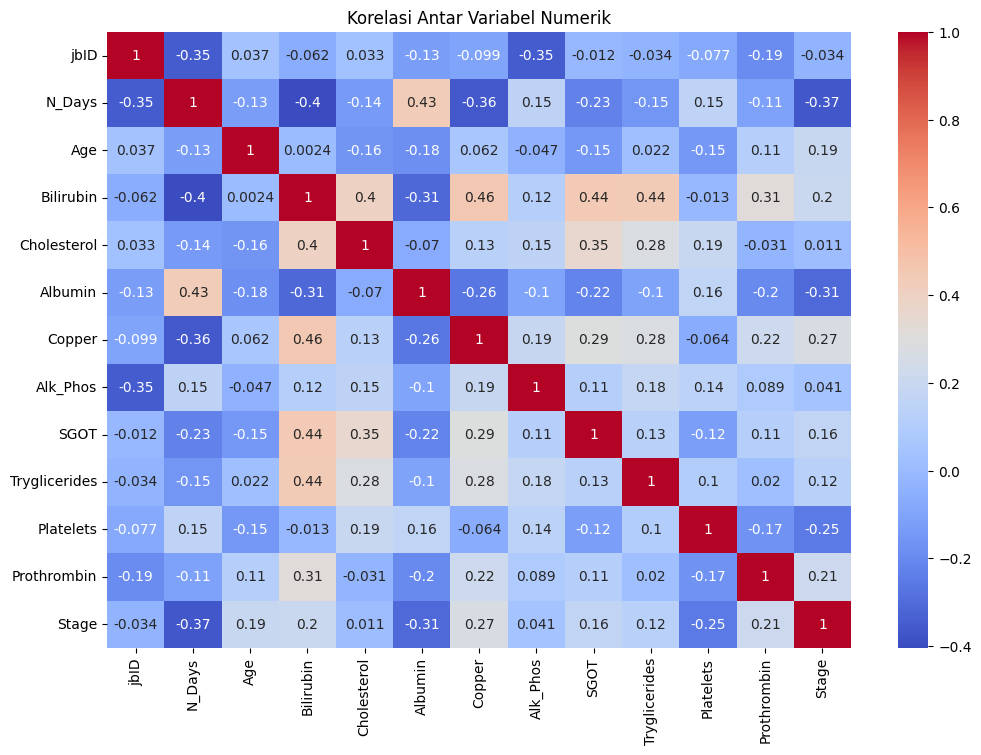 Korelasi Antar Variabel Numerik
jbID 1 -0.35 0.037 -0.062 0.033 -0.13 -0.099 -0.35 -0.012 -0.034 -0.077 -0.19 -0.034
N_Days -0.35 1 -0.13 -0.4 -0.14 0.43 -0.36 0.15 -0.23 -0.15 0.15 -0.11 -0.37
Age 0.037 -0.13 1 0.0024 -0.16 -0.18 0.062 -0.047 -0.15 0.022 -0.15 0.11 0.19
Bilirubin -0.062 -0.4 0.0024 1 0.4 -0.31 0.46 0.12 0.44 0.44 -0.013 0.31 0.2
Cholesterol 0.033 -0.14 -0.16 0.4 1 -0.07 0.13 0.15 0.35 0.28 0.19 -0.031 0.011
Albumin -0.13 0.43 -0.18 -0.31 -0.07 1 -0.26 -0.1 -0.22 -0.1 0.16 -0.2 -0.31
Copper -0.099 -0.36 0.062 0.46 0.13 -0.26 1 0.19 0.29 0.28 -0.064 0.22 0.27
Alk_Phos -0.35 0.15 -0.047 0.12 0.15 -0.1 0.19 1 0.11 0.18 0.14 0.089 0.041
SGOT -0.012 -0.23 -0.15 0.44 0.35 -0.22 0.29 0.11 1 0.13 -0.12 0.11 0.16
Tryglicerides -0.034 -0.15 0.022 0.44 0.28 -0.1 0.28 0.18 0.13 1 0.1 0.02 0.12
Platelets -0.077 0.15 -0.15 -0.013 0.19 0.16 -0.064 0.14 -0.12 0.1 1 -0.17 -0.25
Prothrombin -0.19 -0.11 0.11 0.31 -0.031 -0.2 0.22 0.089 0.11 0.02 -0.17 1 0.21
Stage -0.034 -0.37 0.19 0.2 0.011 -0.31 0.27 0.041 0.16 0.12 -0.25 0.21 1
jbID N_Days Age Bilirubin Cholesterol Albumin Copper Alk_Phos SGOT Tryglicerides Platelets Prothrombin Stage
1.0
0.8
0.6
0.4
0.2
0.0
−0.2
−0.4